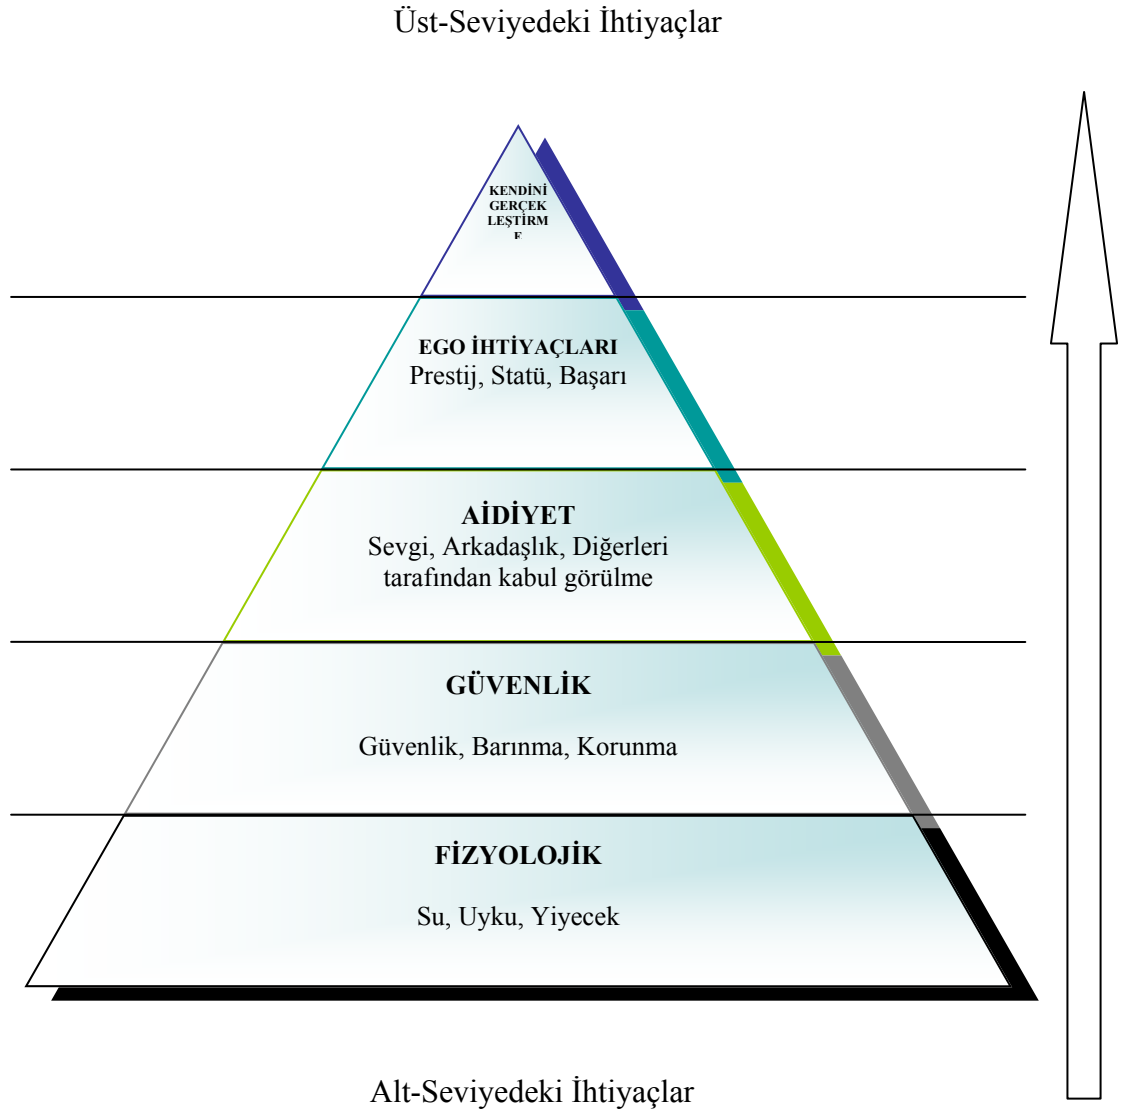 Üst-Seviyedeki İhtiyaçlar
KENDİNİ
GERÇEK
LEŞTİRM
E
EGO İHTİYAÇLARI
Prestij, Statü, Başarı
AİDİYET
Sevgi, Arkadaşlık, Diğerleri
tarafından kabul görülme
GÜVENLİK
Güvenlik, Barınma, Korunma
FİZYOLOJİK
Su, Uyku, Yiyecek
Alt-Seviyedeki İhtiyaçlar